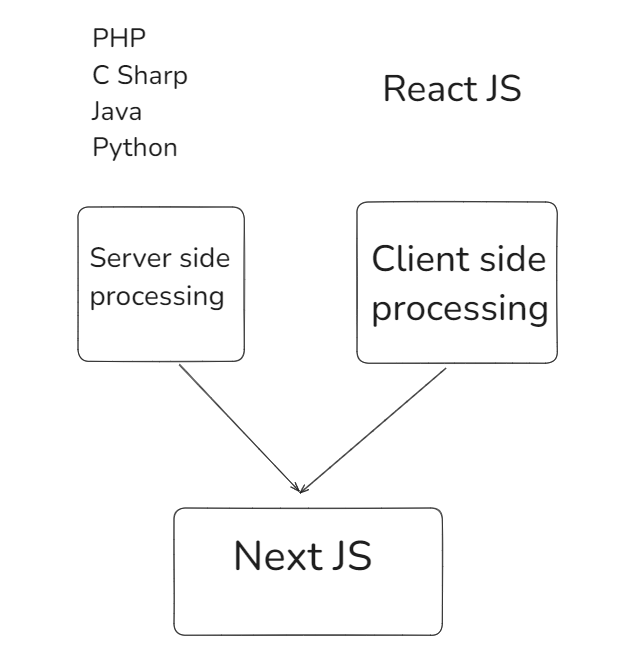 PHP
C Sharp
Java
Python
React JS
Server side
processing
Client side
processing
Next JS